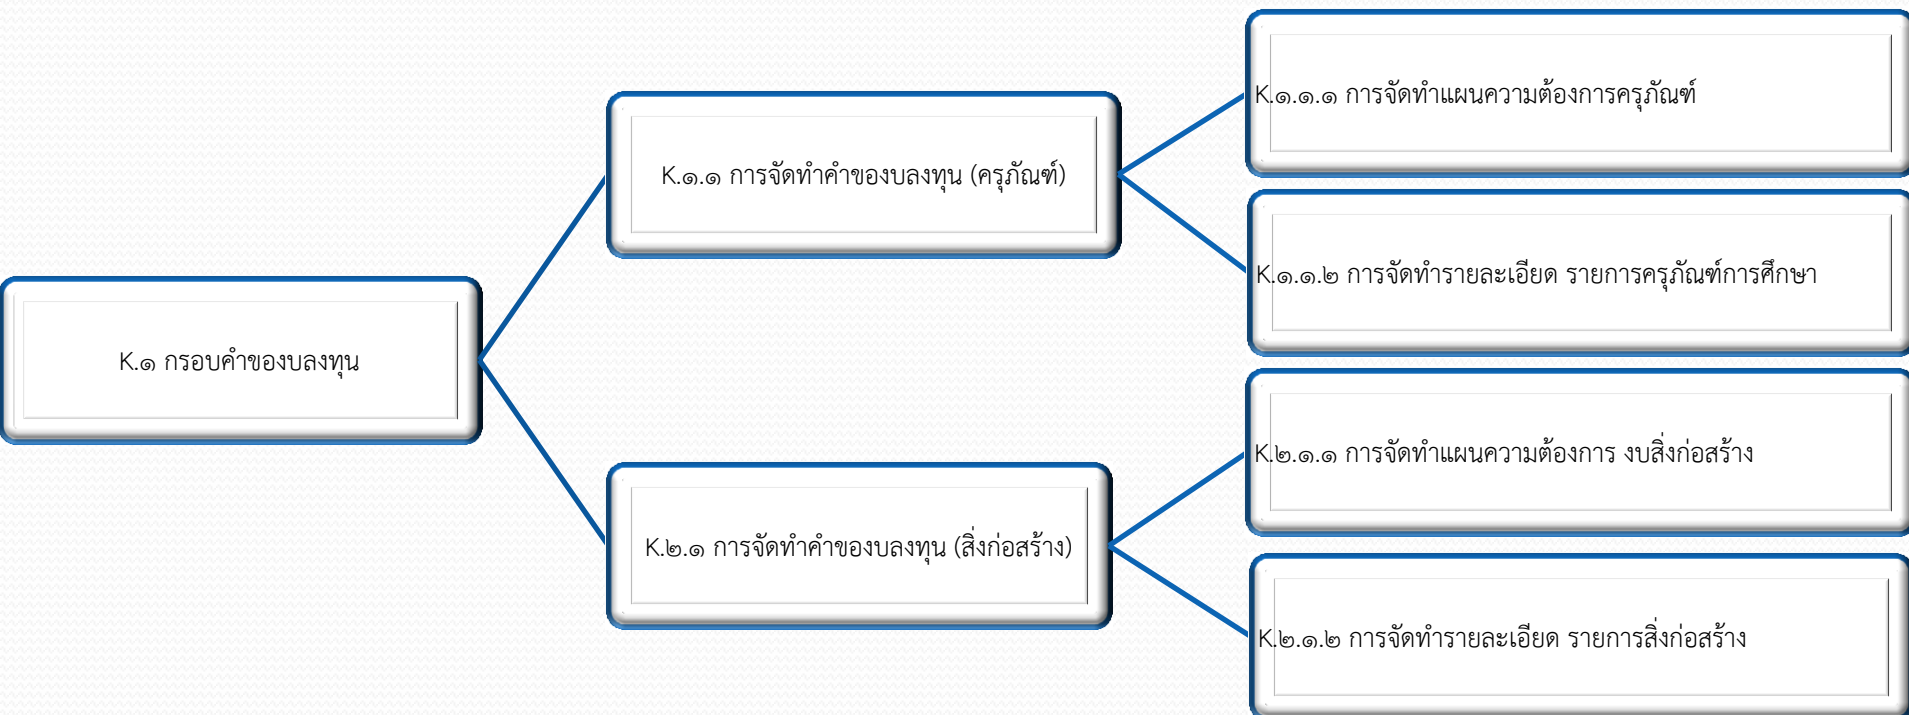 K.๑ กรอบคำของบลงทุน
K.๑.๑ การจัดทำคำของบลงทุน (ครุภัณฑ์)
K.๑.๑.๑ การจัดทำแผนความต้องการครุภัณฑ์
K.๑.๑.๒ การจัดทำรายละเอียด รายการครุภัณฑ์การศึกษา
K.๒.๑ การจัดทำคำของบลงทุน (สิ่งก่อสร้าง)
K.๒.๑.๑ การจัดทำแผนความต้องการ งบสิ่งก่อสร้าง
K.๒.๑.๒ การจัดทำรายละเอียด รายการสิ่งก่อสร้าง